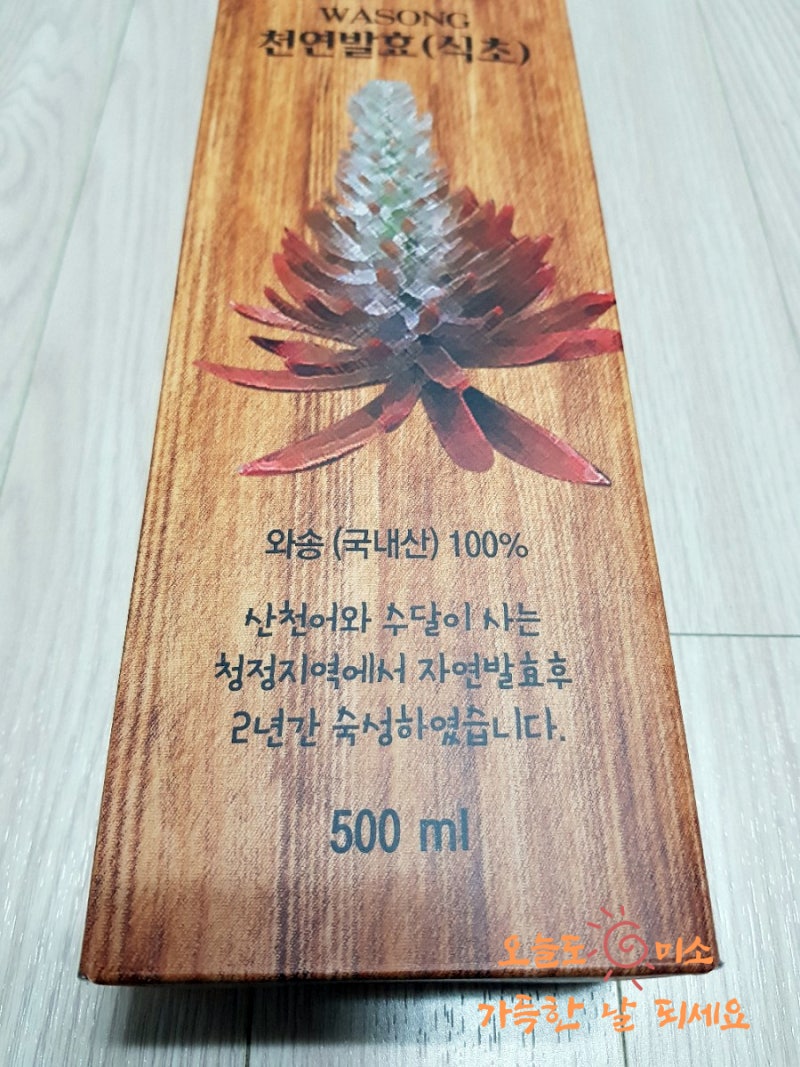 WASONG
천연발효(식초)
와송 (국내산) 100%
산천어와 수달이 사는
청정지역에서 자연발효후
2년간 숙성하였습니다.
500 ml
오늘도 미소
가득한 날 되세요